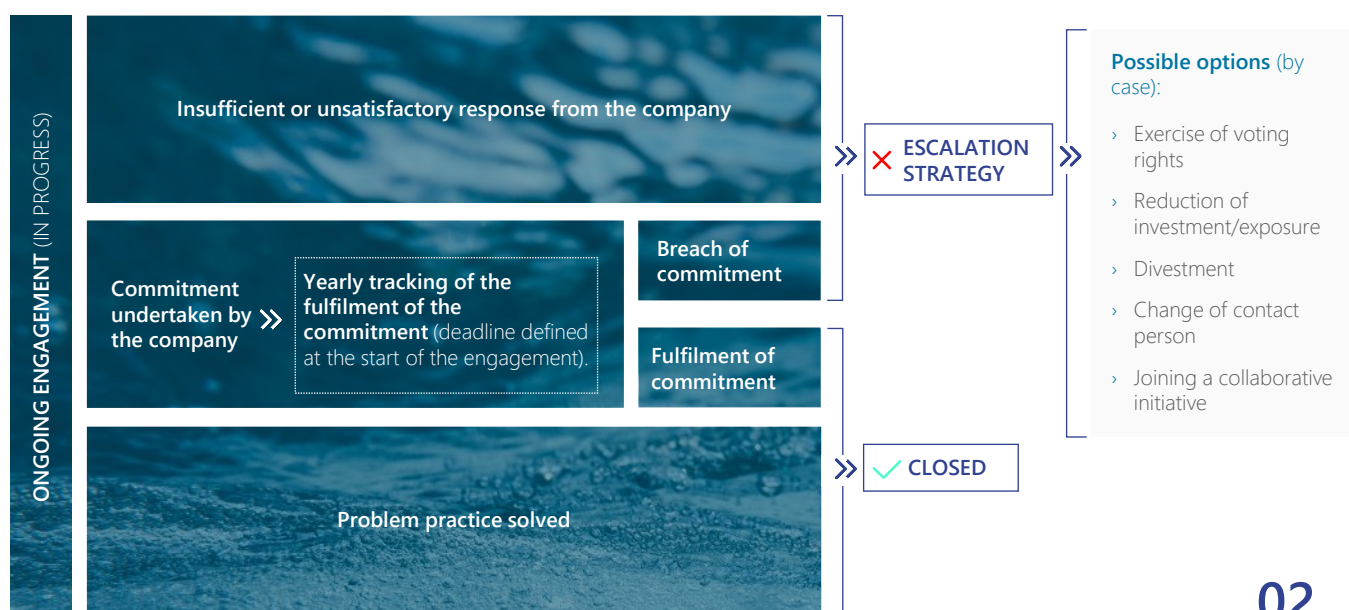 ONGOING ENGAGEMENT (IN PROGRESS)
Insufficient or unsatisfactory response from the company
Commitment
undertaken by
the company
Yearly tracking of the
fulfilment of the
commitment (deadline defined
at the start of the engagement).
Breach of
commitment
Fulfilment of
commitment
Problem practice solved
ESCALATION
STRATEGY
CLOSED
Possible options (by
case):
› Exercise of voting
rights
› Reduction of
investment/exposure
› Divestment
› Change of contact
person
› Joining a collaborative
initiative
02